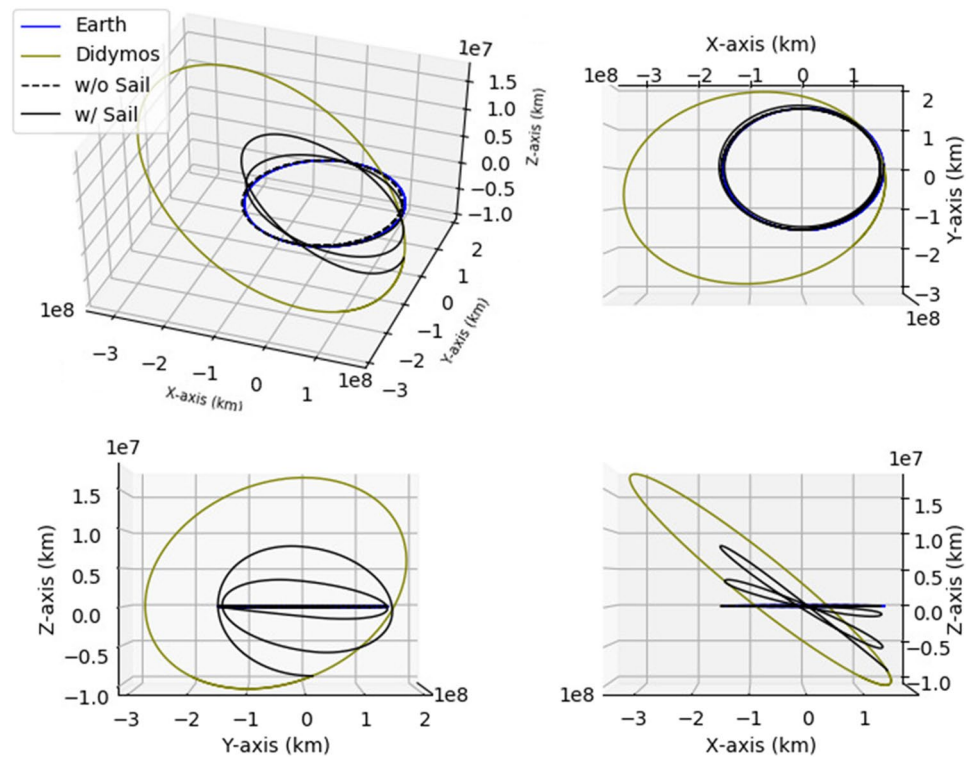 Earth
Didymos
w/o Sail
w/ Sail
1e7
1.5
1.0
0.5
0.0
−0.5
−1.0
Z-axis (km)
2
1
0
−1
−2
−3
Y-axis (km)
1e8
1e8
−3
−2
−1
0
1
X-axis (km)
X-axis (km)
1e8
−3
−2
−1
0
1
2
1
0
−1
−2
−3
Y-axis (km)
1e8
1e7
1.5
1.0
0.5
0.0
−0.5
−1.0
Z-axis (km)
−3
−2
−1
0
1
2
1e8
Y-axis (km)
1e7
1.5
1.0
0.5
0.0
−0.5
−1.0
Z-axis (km)
1e8
−3
−2
−1
0
1
X-axis (km)